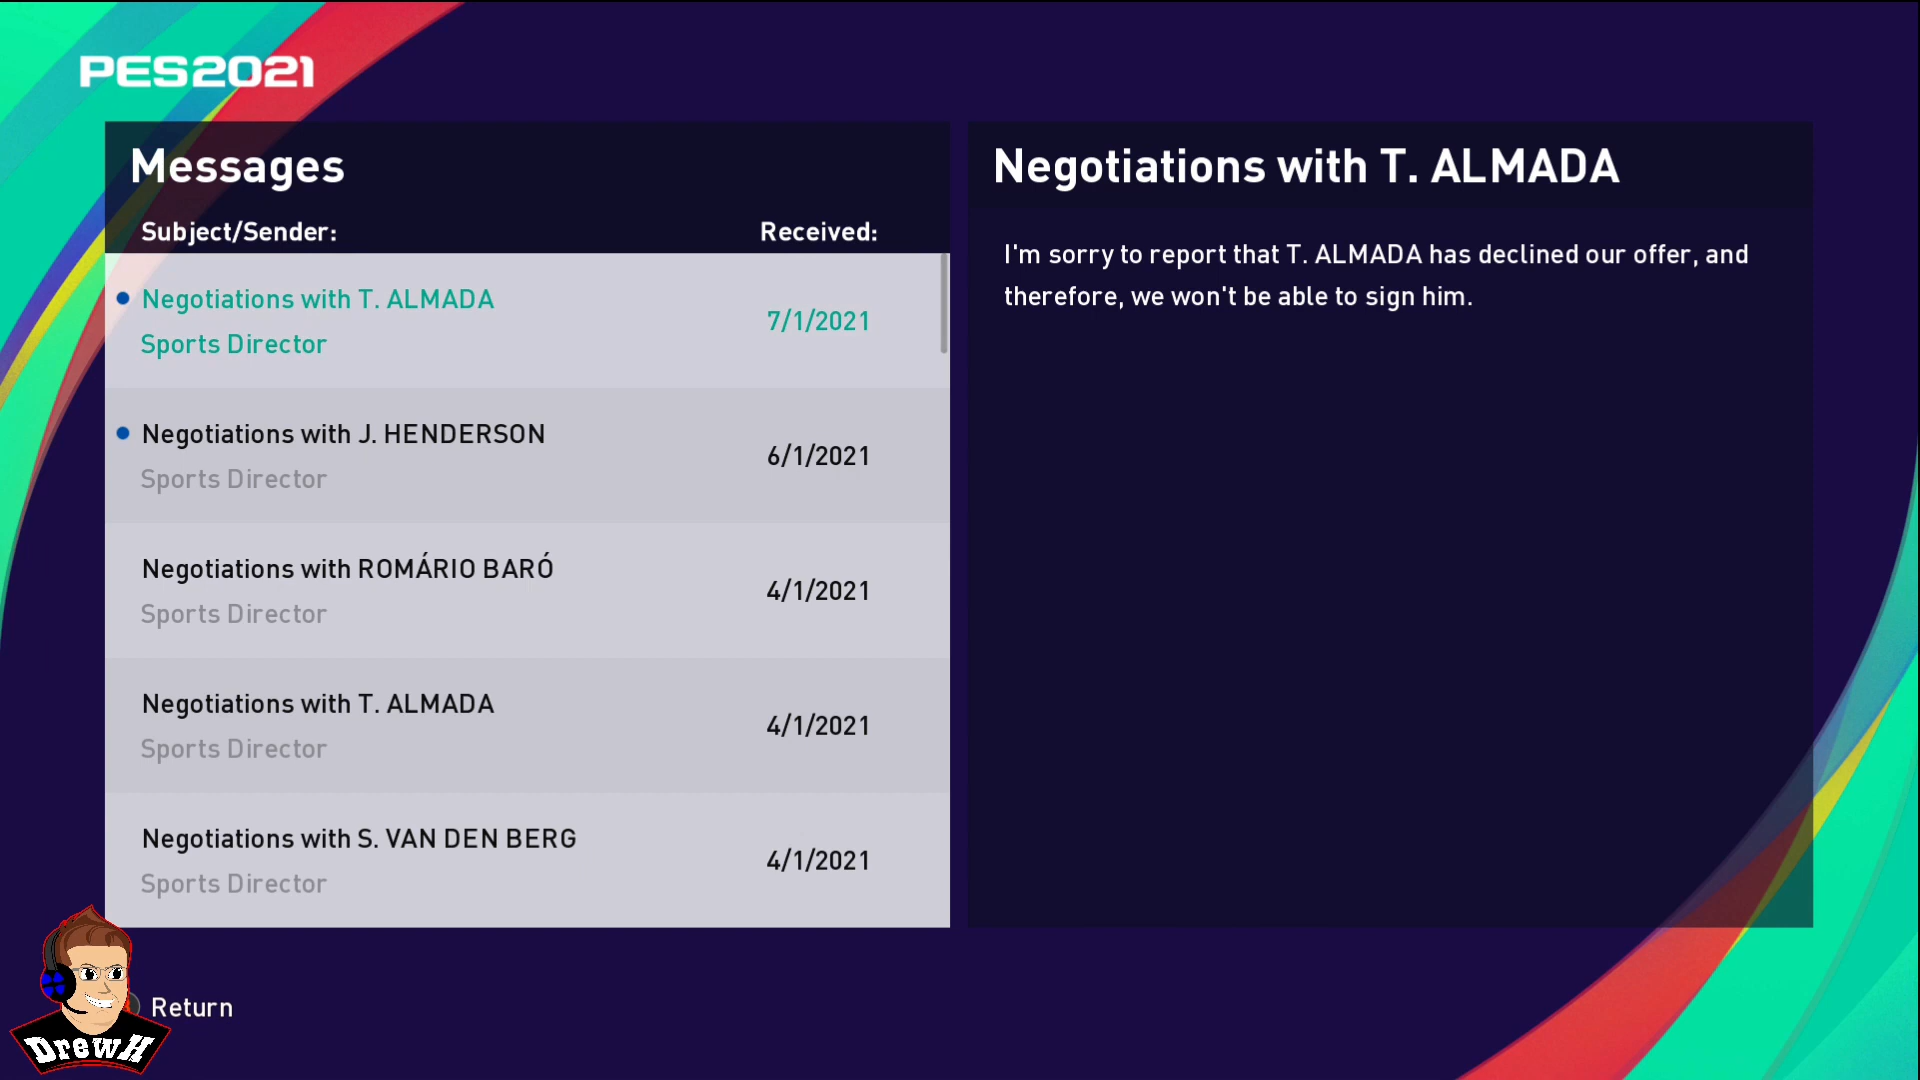 PES2021
Messages
Subject/Sender:
Received:
Negotiations with T. ALMADA
Sports Director
7/1/2021
Negotiations with J. HENDERSON
Sports Director
6/1/2021
Negotiations with ROMÁRIO BARÓ
Sports Director
4/1/2021
Negotiations with T. ALMADA
Sports Director
4/1/2021
Negotiations with S. VAN DEN BERG
Sports Director
4/1/2021
Negotiations with T. ALMADA
I'm sorry to report that T. ALMADA has declined our offer, and
therefore, we won't be able to sign him.
Return
DrewH